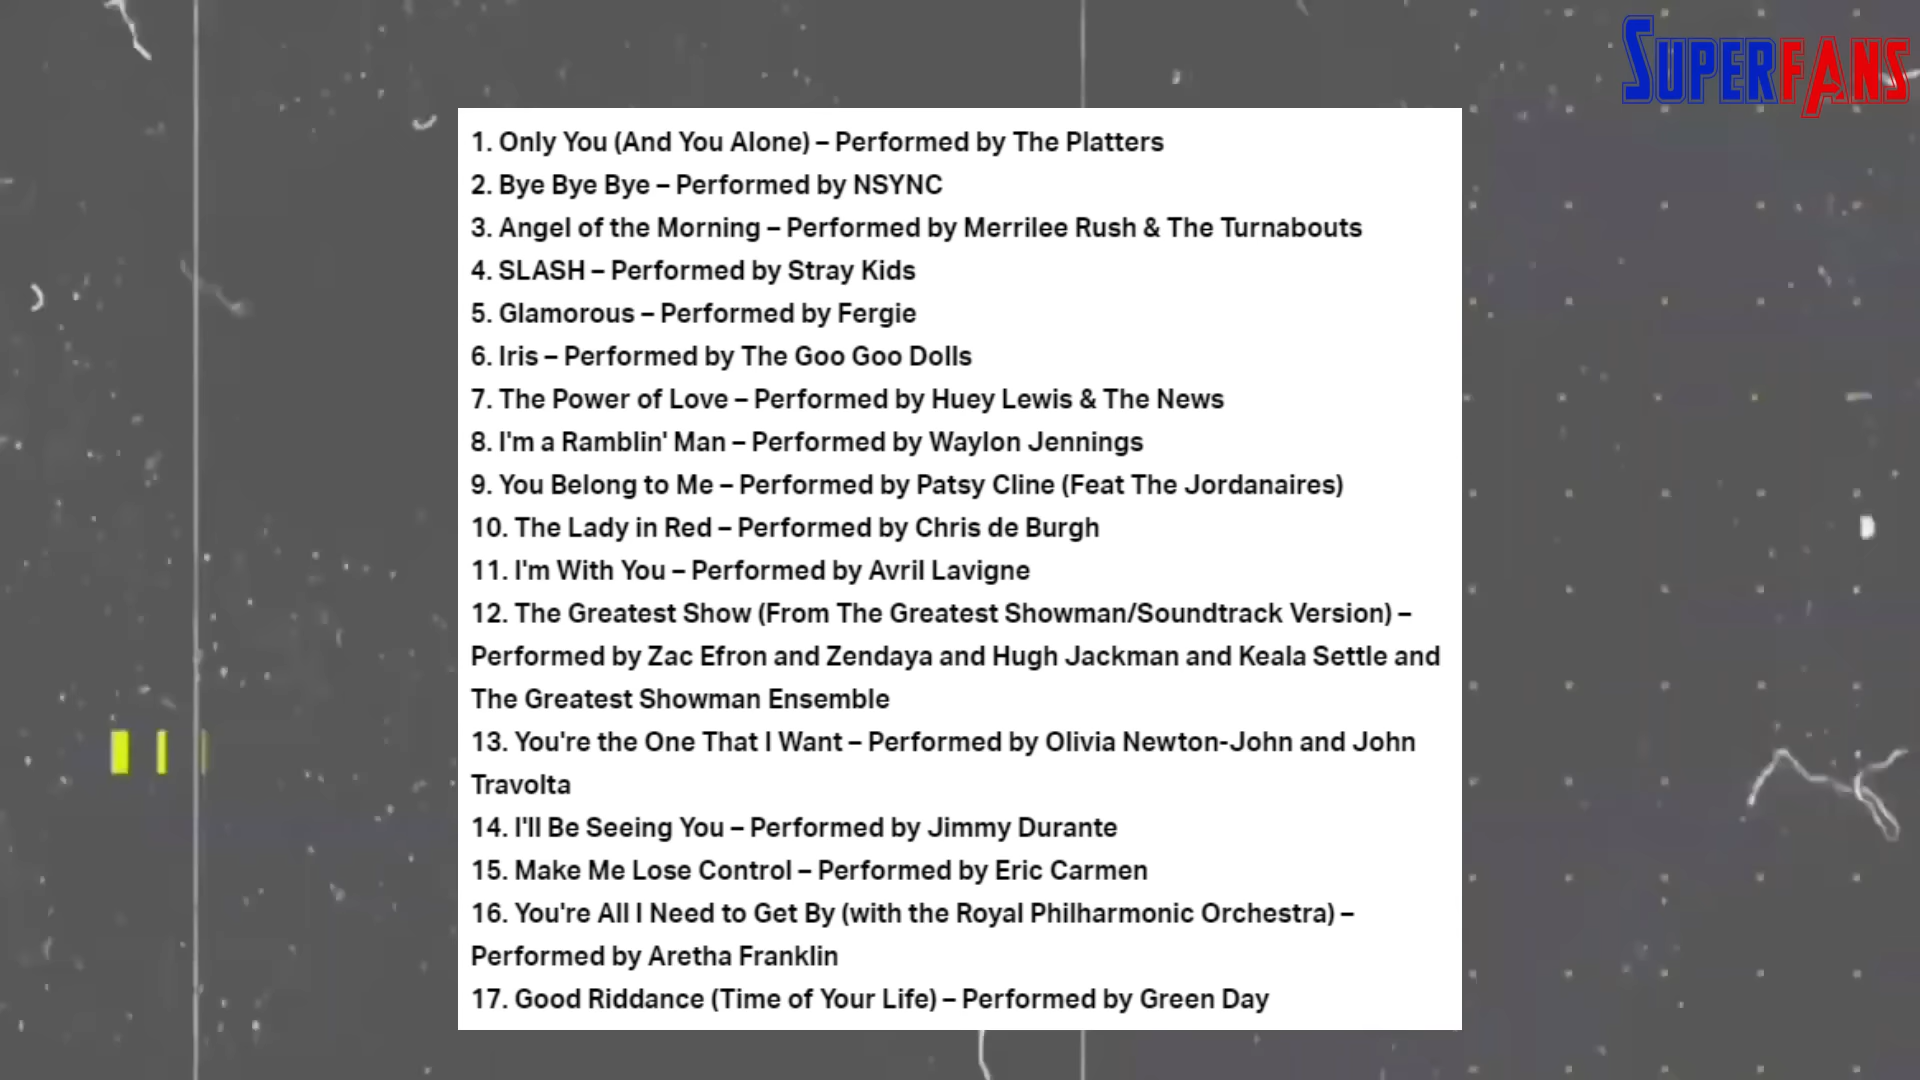 SUPERFANS
1. Only You (And You Alone) – Performed by The Platters
2. Bye Bye Bye – Performed by NSYNC
3. Angel of the Morning – Performed by Merrilee Rush & The Turnabouts
4. SLASH – Performed by Stray Kids
5. Glamorous – Performed by Fergie
6. Iris – Performed by The Goo Goo Dolls
7. The Power of Love – Performed by Huey Lewis & The News
8. I'm a Ramblin' Man – Performed by Waylon Jennings
9. You Belong to Me – Performed by Patsy Cline (Feat The Jordanaires)
10. The Lady in Red – Performed by Chris de Burgh
11. I'm With You – Performed by Avril Lavigne
12. The Greatest Show (From The Greatest Showman/Soundtrack Version) –
Performed by Zac Efron and Zendaya and Hugh Jackman and Keala Settle and
The Greatest Showman Ensemble
13. You're the One That I Want – Performed by Olivia Newton-John and John
Travolta
14. I'll Be Seeing You – Performed by Jimmy Durante
15. Make Me Lose Control – Performed by Eric Carmen
16. You're All I Need to Get By (with the Royal Philharmonic Orchestra) –
Performed by Aretha Franklin
17. Good Riddance (Time of Your Life) – Performed by Green Day